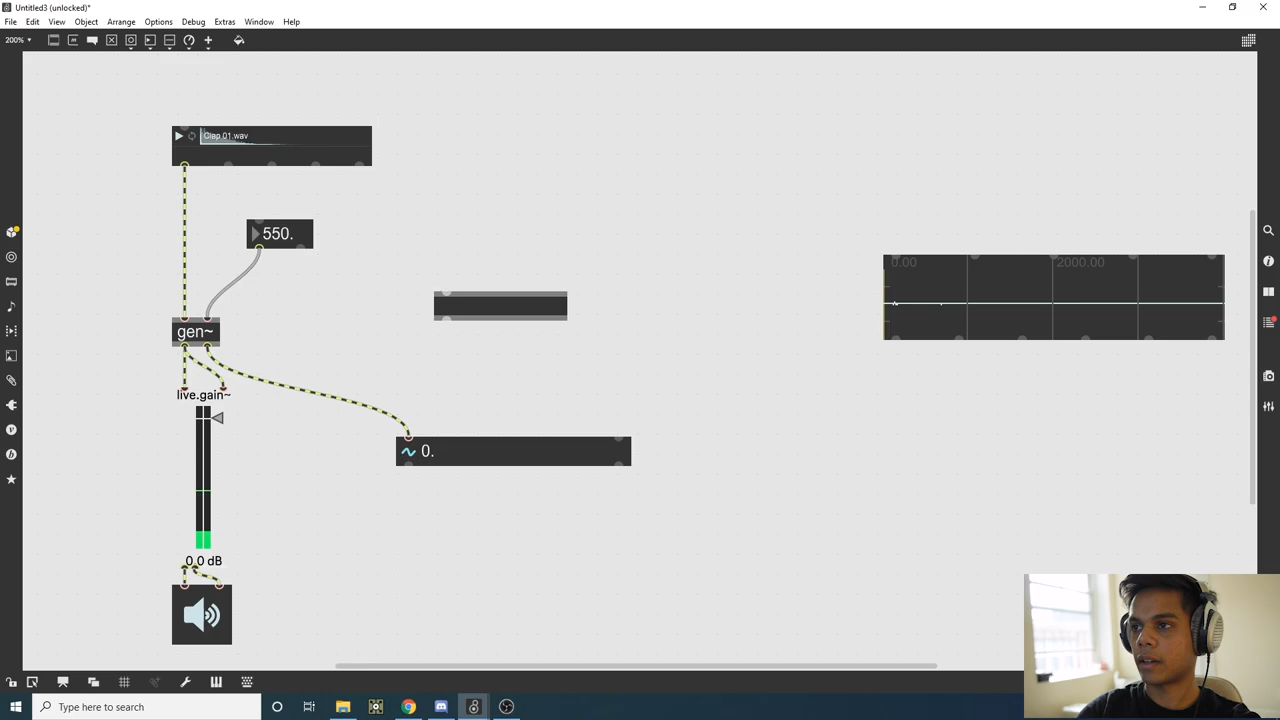 Untitled3 (unlocked)*
File Edit View Object Arrange Options Debug Extras Window Help
200%
Clap 01.wav
550.
0.00 2000.00
gen~
live.gain~
0.
0.0 dB
Type here to search